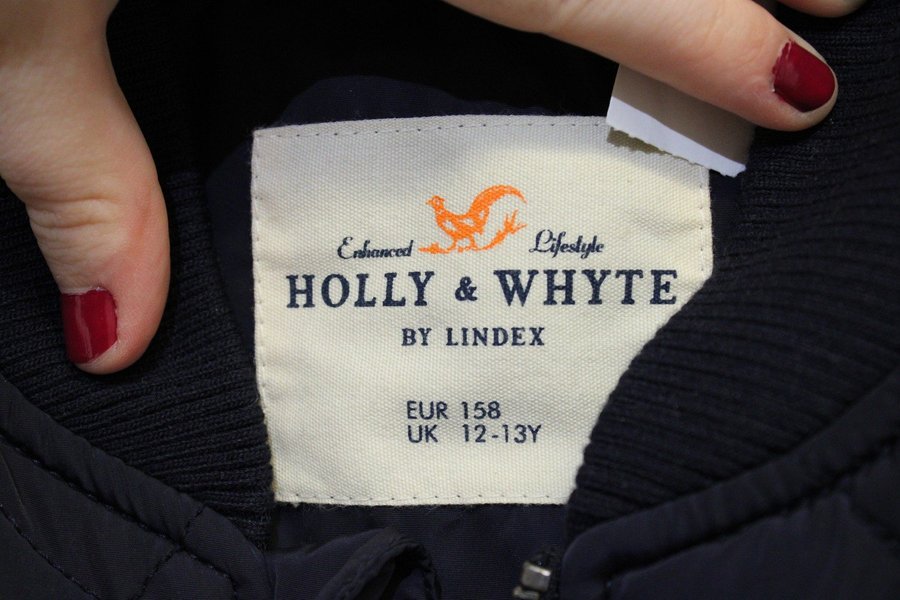 Enhanced Lifestyle
HOLLY & WHYTE
BY LINDEX
EUR 158
UK 12-13Y